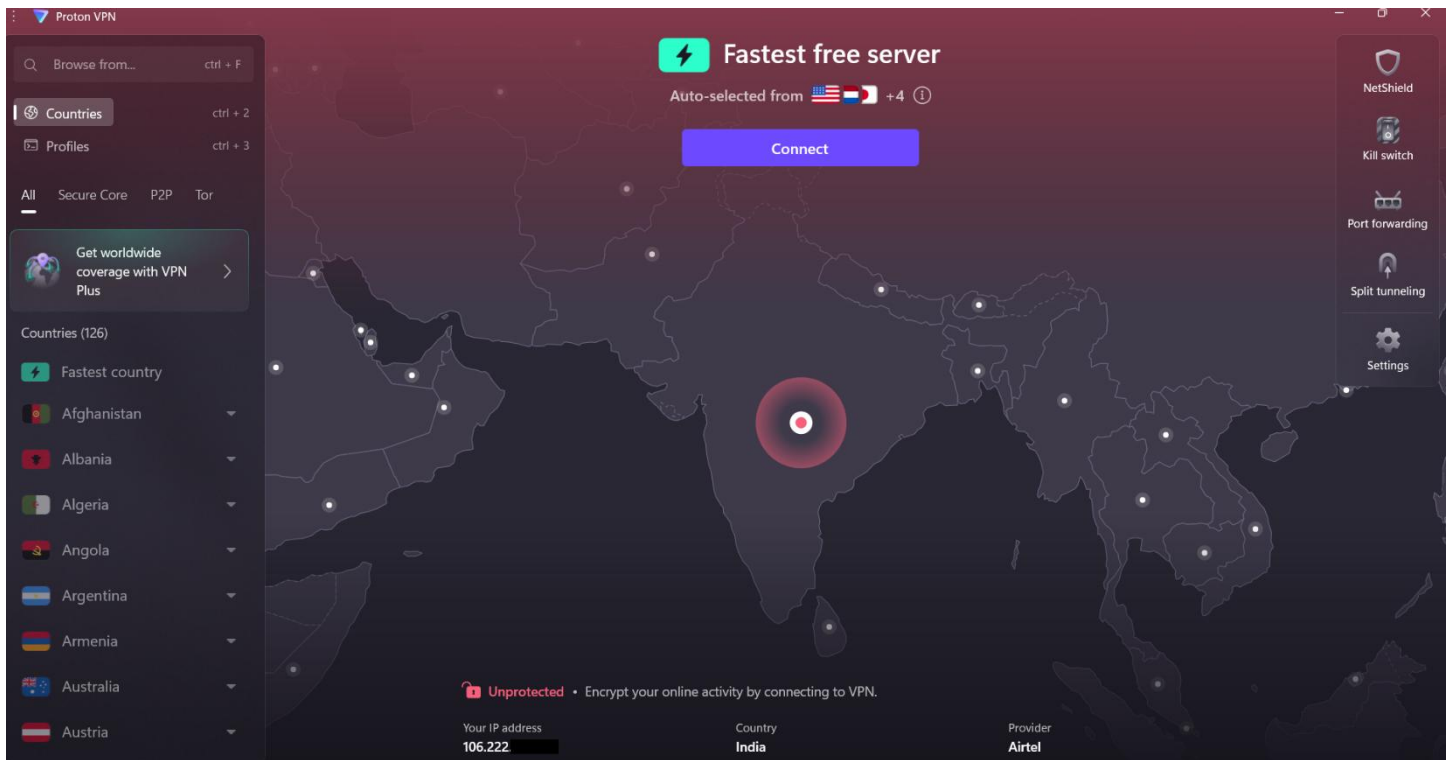 Proton VPN
Browse from... ctrl + F
Countries ctrl + 2
Profiles ctrl + 3
All Secure Core P2P Tor
Get worldwide
coverage with VPN
Plus
Countries (126)
Fastest country
Afghanistan
Albania
Algeria
Angola
Argentina
Armenia
Australia
Austria
Fastest free server
Auto-selected from +4
Connect
Unprotected • Encrypt your online activity by connecting to VPN.
Your IP address Country Provider
106.222. India Airtel
NetShield
Kill switch
Port forwarding
Split tunneling
Settings